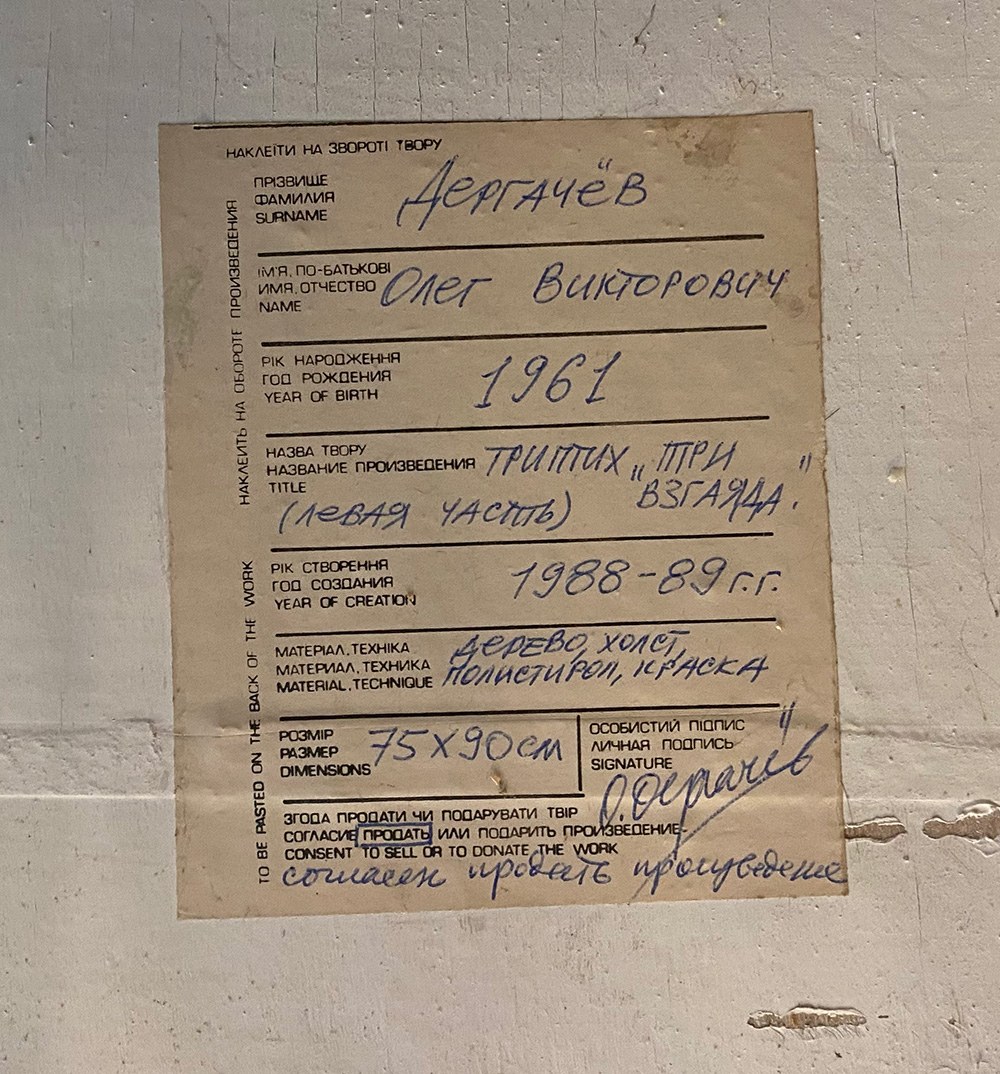 НАКЛЕЇТИ НА ЗВОРОТІ ТВОРУ
НАКЛЕИТЬ НА ОБОРОТЕ ПРОИЗВЕДЕНИЯ
TO BE PASTED ON THE BACK OF THE WORK
ПРІЗВИЩЕ
ФАМИЛИЯ
SURNAME
Дергачёв
ІМ'Я, ПО-БАТЬКОВІ
ИМЯ, ОТЧЕСТВО
NAME
Олег Викторович
РІК НАРОДЖЕННЯ
ГОД РОЖДЕНИЯ
YEAR OF BIRTH
1961
НАЗВА ТВОРУ
НАЗВАНИЕ ПРОИЗВЕДЕНИЯ
TITLE
ТРИПТИХ „ТРИ
ВЗГЛЯДА."
(ЛЕВАЯ ЧАСТЬ)
РІК СТВОРЕННЯ
ГОД СОЗДАНИЯ
YEAR OF CREATION
1988-89 г.г.
МАТЕРІАЛ, ТЕХНІКА
МАТЕРИАЛ, ТЕХНИКА
MATERIAL, TECHNIQUE
ДЕРЕВО, ХОЛСТ,
ПОЛИСТИРОЛ, КРАСКА
РОЗМІР
РАЗМЕР
DIMENSIONS
75 X 90 см
ОСОБИСТИЙ ПІДПИС
ЛИЧНАЯ ПОДПИСЬ
SIGNATURE
О. Дергачёв
ЗГОДА ПРОДАТИ ЧИ ПОДАРУВАТИ ТВІР
СОГЛАСИЕ ПРОДАТЬ ИЛИ ПОДАРИТЬ ПРОИЗВЕДЕНИЕ
CONSENT TO SELL OR TO DONATE THE WORK
согласен продать произведение